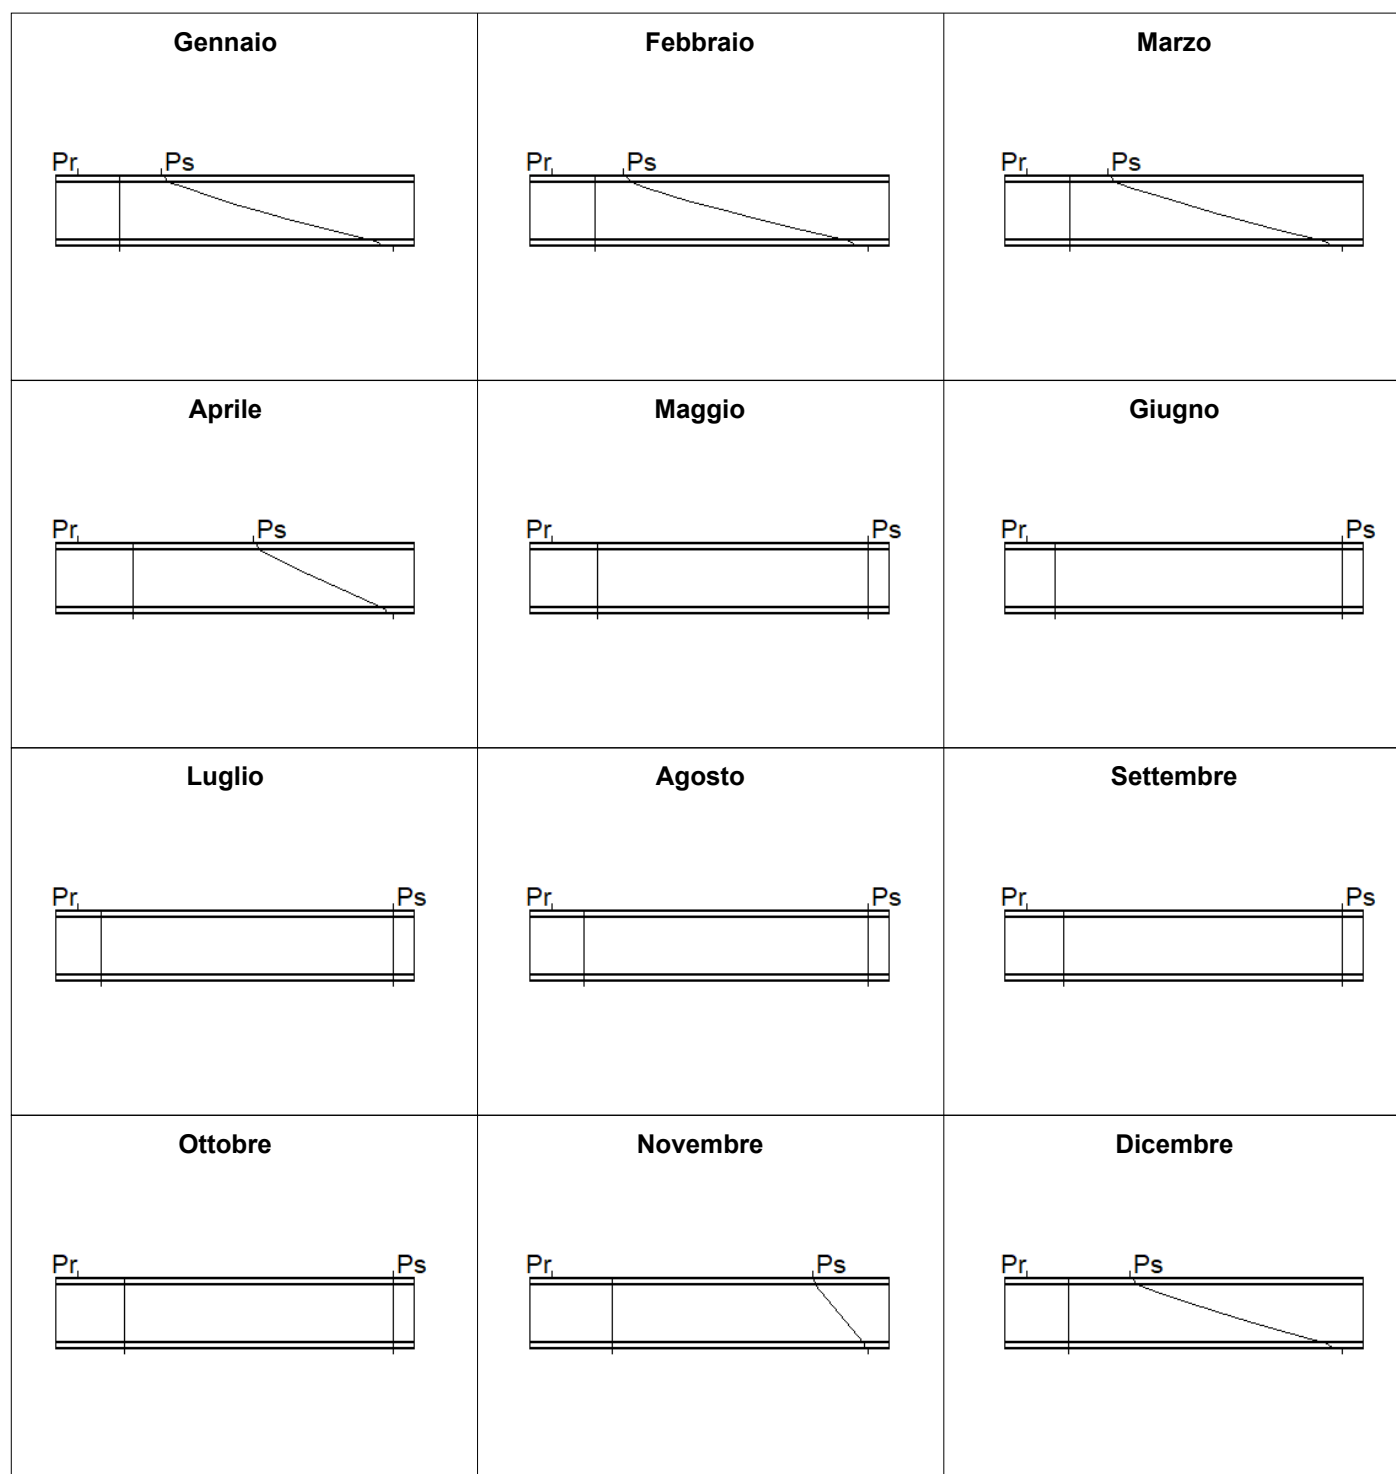 Gennaio Febbraio Marzo
Pr Ps Pr Ps Pr Ps
Aprile Maggio Giugno
Pr Ps Pr Ps Pr Ps
Luglio Agosto Settembre
Pr Ps Pr Ps Pr Ps
Ottobre Novembre Dicembre
Pr Ps Pr Ps Pr Ps